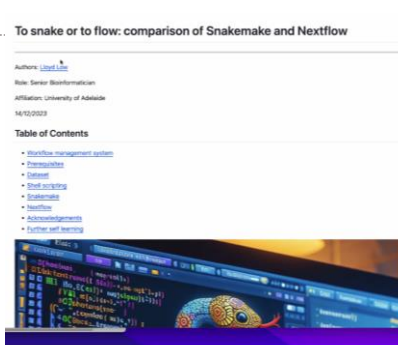 To snake or to flow: comparison of Snakemake and Nextflow
Authors: Lloyd Low
Role: Senior Bioinformatician
Affiliation: University of Adelaide
14/12/2023
Table of Contents
Workflow management system
Prerequisites
Dataset
Shell scripting
Snakemake
Nextflow
Acknowledgements
Further self learning